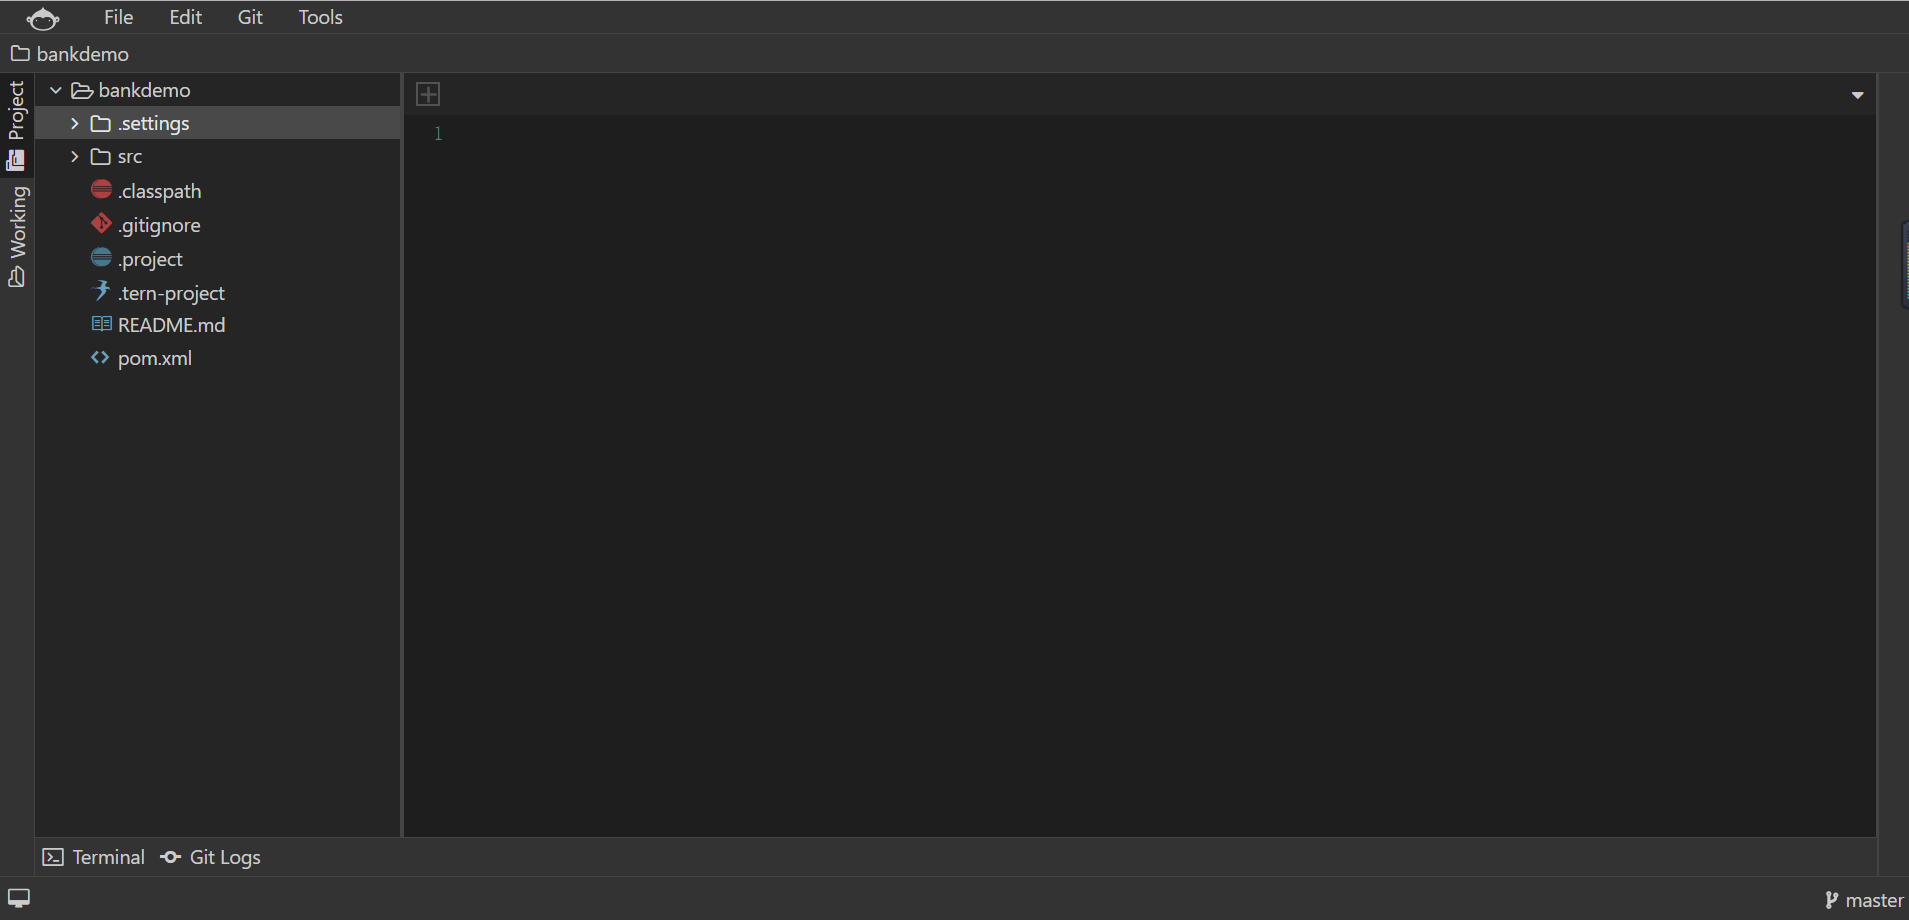 File Edit Git Tools
bankdemo
Project
Working
bankdemo
.settings
src
.classpath
.gitignore
.project
.tern-project
README.md
pom.xml
1
Terminal Git Logs
master